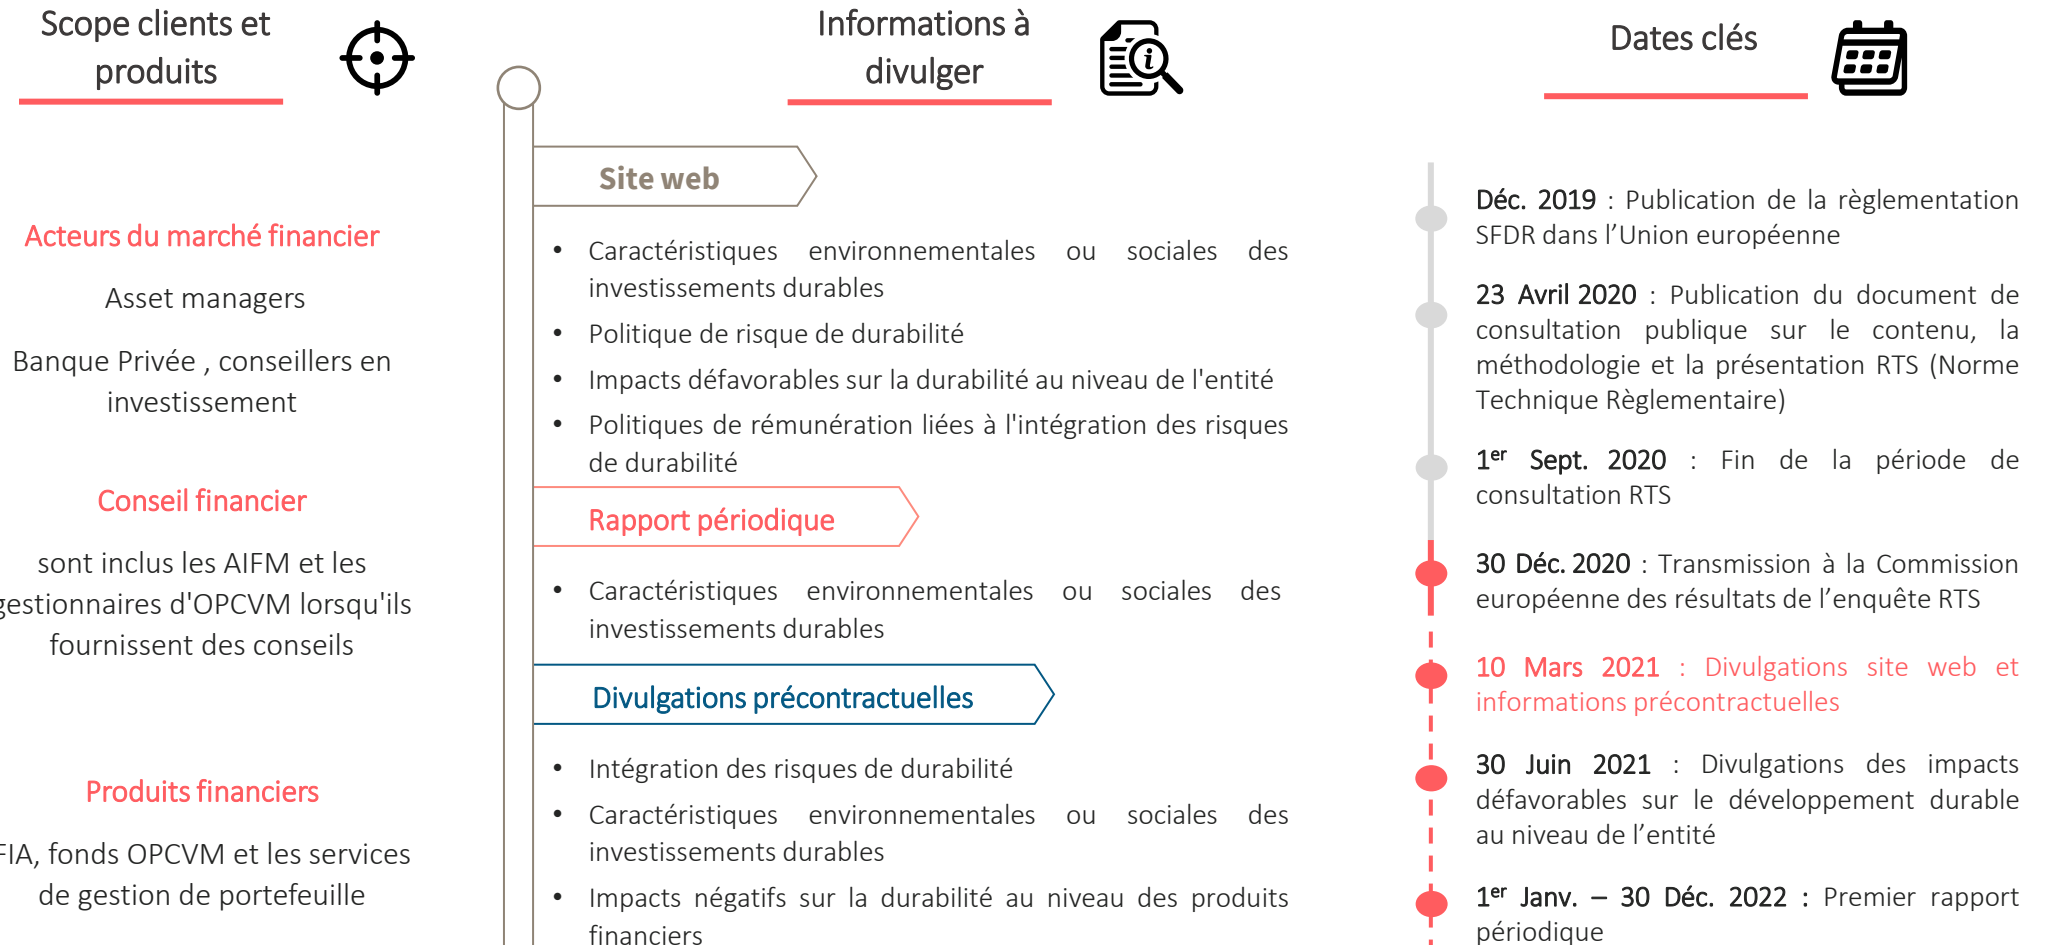 Scope clients et
produits
Acteurs du marché financier
Asset managers
Banque Privée , conseillers en
investissement
Conseil financier
sont inclus les AIFM et les
gestionnaires d'OPCVM lorsqu'ils
fournissent des conseils
Produits financiers
FIA, fonds OPCVM et les services
de gestion de portefeuille
Informations à
divulger
Site web
• Caractéristiques environnementales ou sociales des
investissements durables
• Politique de risque de durabilité
• Impacts défavorables sur la durabilité au niveau de l'entité
• Politiques de rémunération liées à l'intégration des risques
de durabilité
Rapport périodique
• Caractéristiques environnementales ou sociales des
investissements durables
Divulgations précontractuelles
• Intégration des risques de durabilité
• Caractéristiques environnementales ou sociales des
investissements durables
• Impacts négatifs sur la durabilité au niveau des produits
financiers
Dates clés
Déc. 2019 : Publication de la règlementation
SFDR dans l’Union européenne
23 Avril 2020 : Publication du document de
consultation publique sur le contenu, la
méthodologie et la présentation RTS (Norme
Technique Règlementaire)
1er Sept. 2020 : Fin de la période de
consultation RTS
30 Déc. 2020 : Transmission à la Commission
européenne des résultats de l’enquête RTS
10 Mars 2021 : Divulgations site web et
informations précontractuelles
30 Juin 2021 : Divulgations des impacts
défavorables sur le développement durable
au niveau de l’entité
1er Janv. – 30 Déc. 2022 : Premier rapport
périodique